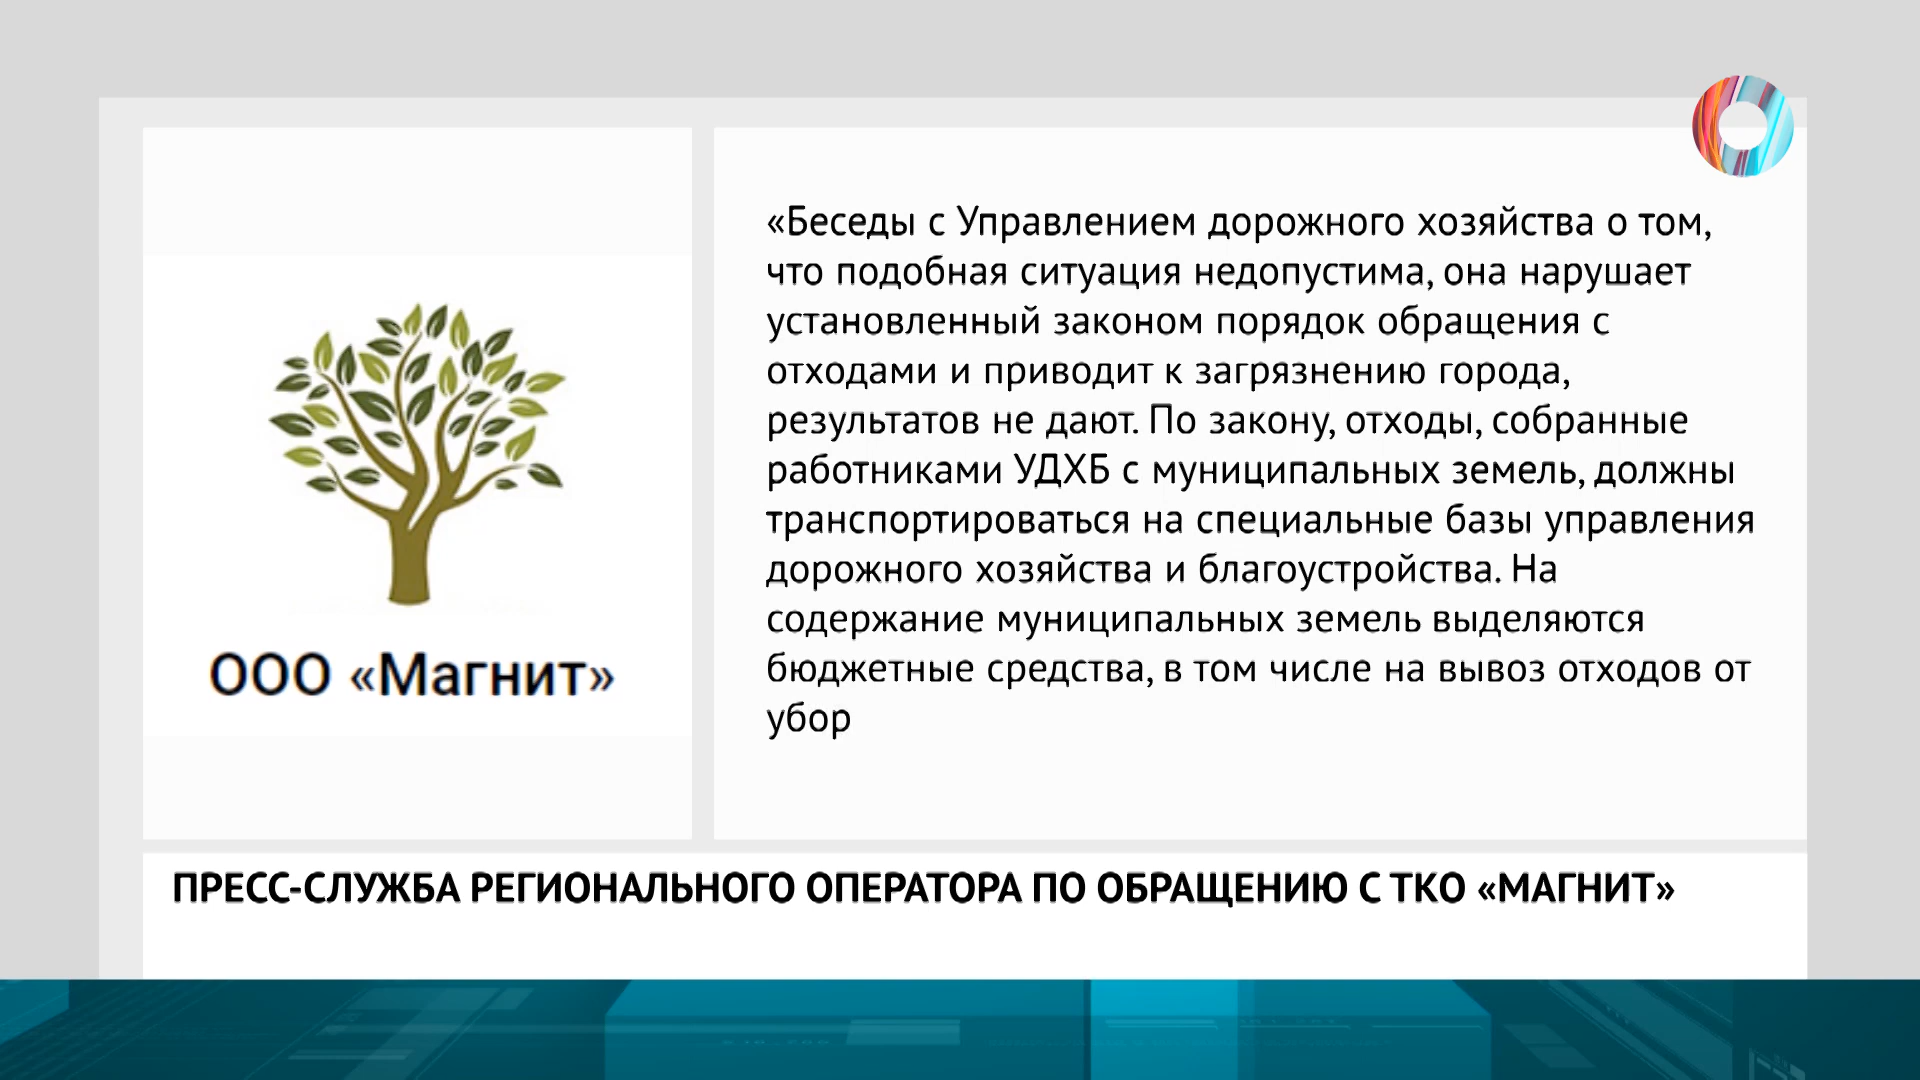 «Беседы с Управлением дорожного хозяйства о том,
что подобная ситуация недопустима, она нарушает
установленный законом порядок обращения с
отходами и приводит к загрязнению города,
результатов не дают. По закону, отходы, собранные
работниками УДХБ с муниципальных земель, должны
транспортироваться на специальные базы управления
дорожного хозяйства и благоустройства. На
содержание муниципальных земель выделяются
бюджетные средства, в том числе на вывоз отходов от
убор
ООО «Магнит»
ПРЕСС-СЛУЖБА РЕГИОНАЛЬНОГО ОПЕРАТОРА ПО ОБРАЩЕНИЮ С ТКО «МАГНИТ»